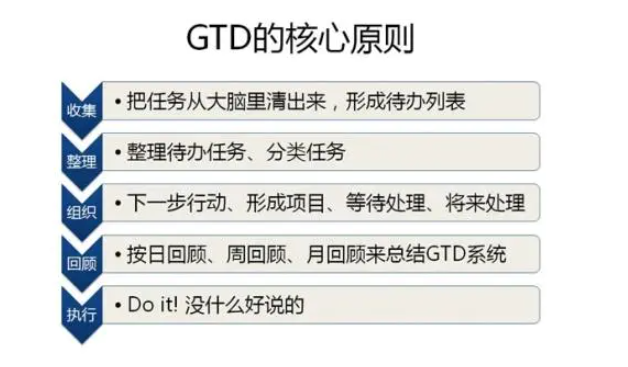 GTD的核心原则
收集
• 把任务从大脑里清出来，形成待办列表
整理
• 整理待办任务、分类任务
组织
• 下一步行动、形成项目、等待处理、将来处理
回顾
• 按日回顾、周回顾、月回顾来总结GTD系统
执行
• Do it! 没什么好说的